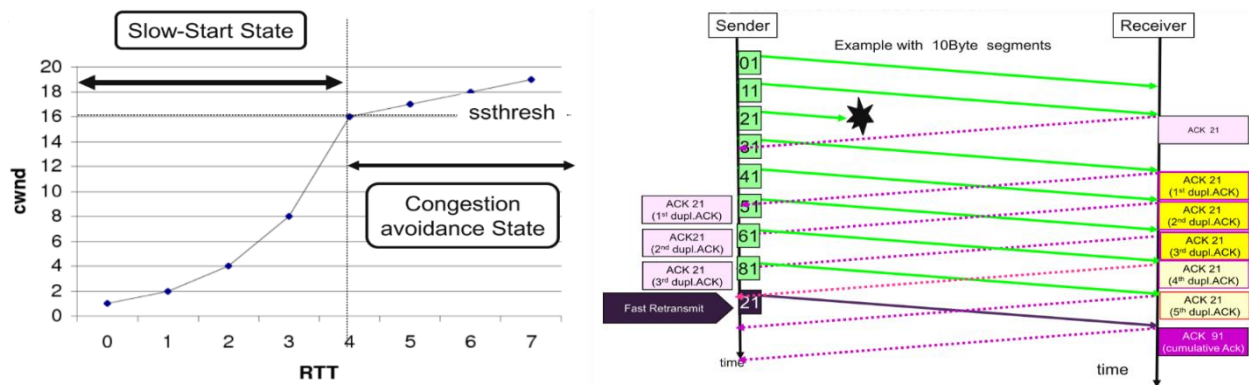 Slow-Start State
20
18
16
14
12
10
8
6
4
2
0
cwnd
ssthresh
Congestion
avoidance State
0 1 2 3 4 5 6 7
RTT
Sender
Receiver
Example with 10Byte segments
01
11
21
31
41
51
61
81
21
ACK 21
(1st dupl.ACK)
ACK21
(2nd dupl.ACK)
ACK 21
(3rd dupl.ACK)
Fast Retransmit
time
ACK 21
ACK 21
(1st dupl.ACK)
ACK 21
(2nd dupl.ACK)
ACK 21
(3rd dupl.ACK)
ACK 21
(4th dupl.ACK)
ACK 21
(5th dupl.ACK)
ACK 91
(cumulative Ack)
time